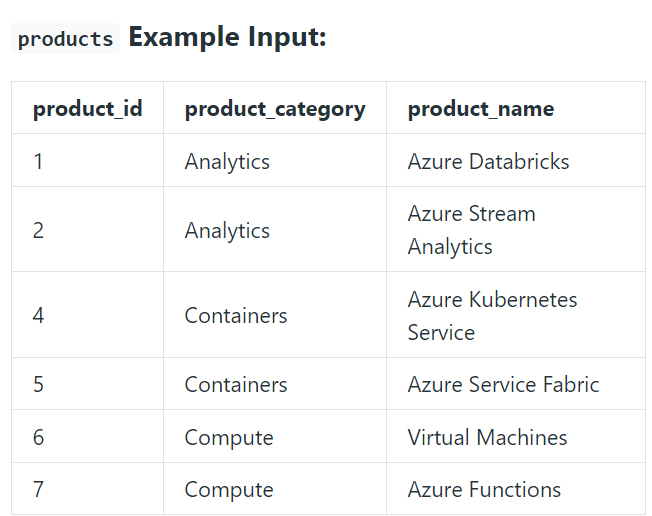 products Example Input:
product_id product_category product_name
1 Analytics Azure Databricks
2 Analytics Azure Stream
Analytics
4 Containers Azure Kubernetes
Service
5 Containers Azure Service Fabric
6 Compute Virtual Machines
7 Compute Azure Functions